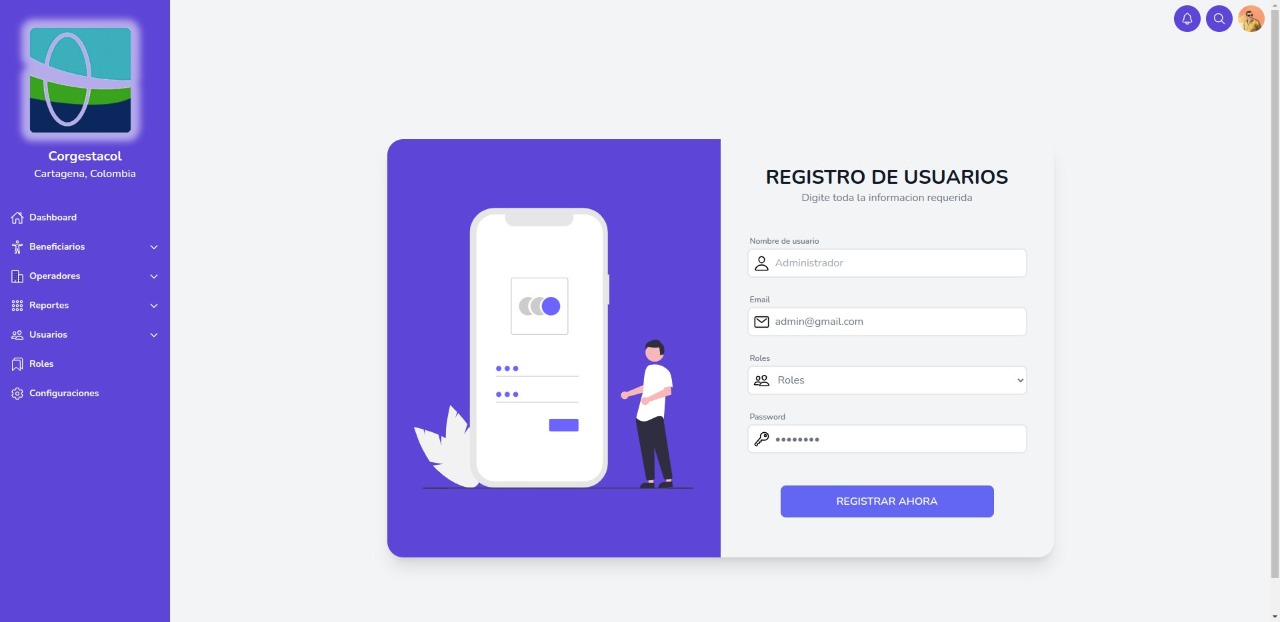 Corgestacol
Cartagena, Colombia
Dashboard
Beneficiarios
Operadores
Reportes
Usuarios
Roles
Configuraciones
REGISTRO DE USUARIOS
Digite toda la informacion requerida
Nombre de usuario
Administrador
Email
admin@gmail.com
Roles
Roles
Password
••••••••
REGISTRAR AHORA